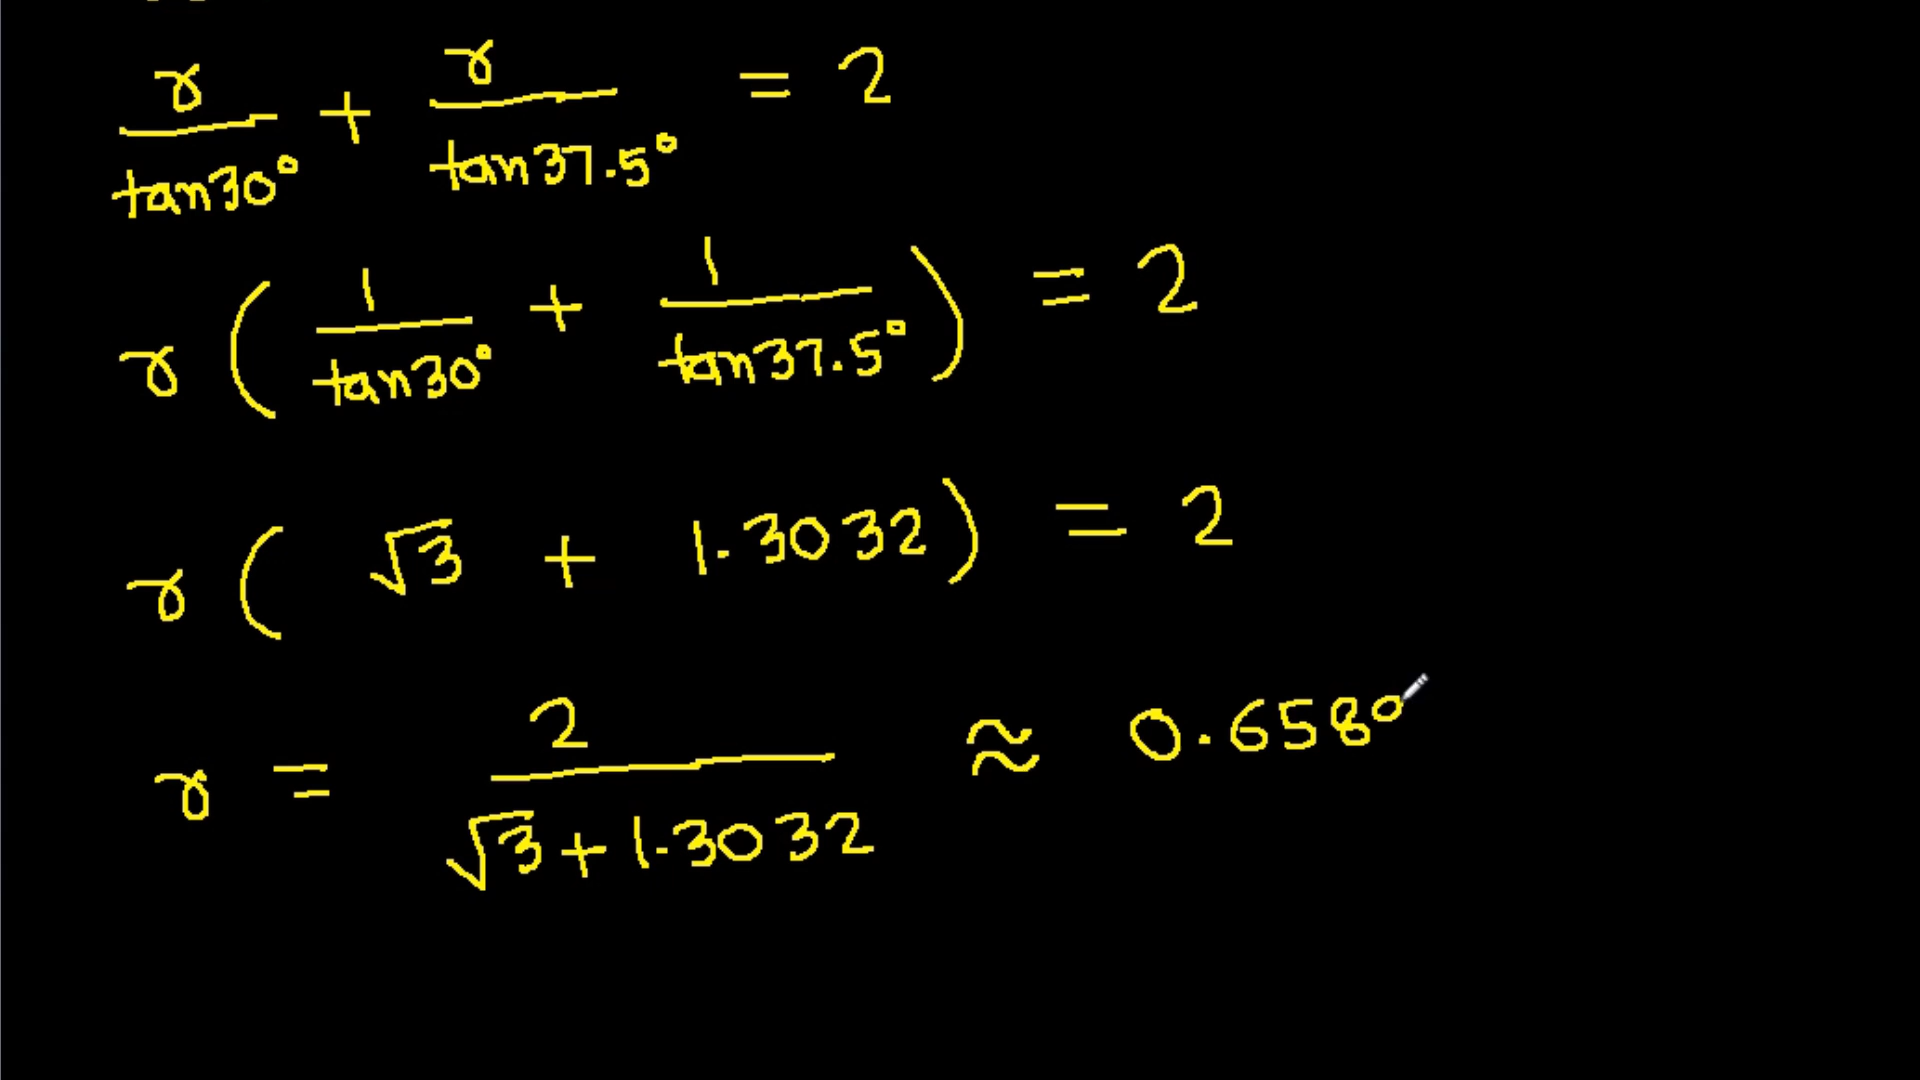 r/tan30° + r/tan37.5° = 2
r(1/tan30° + 1/tan37.5°) = 2
r(√3 + 1.3032) = 2
r = 2/(√3+1.3032) ≈ 0.6580